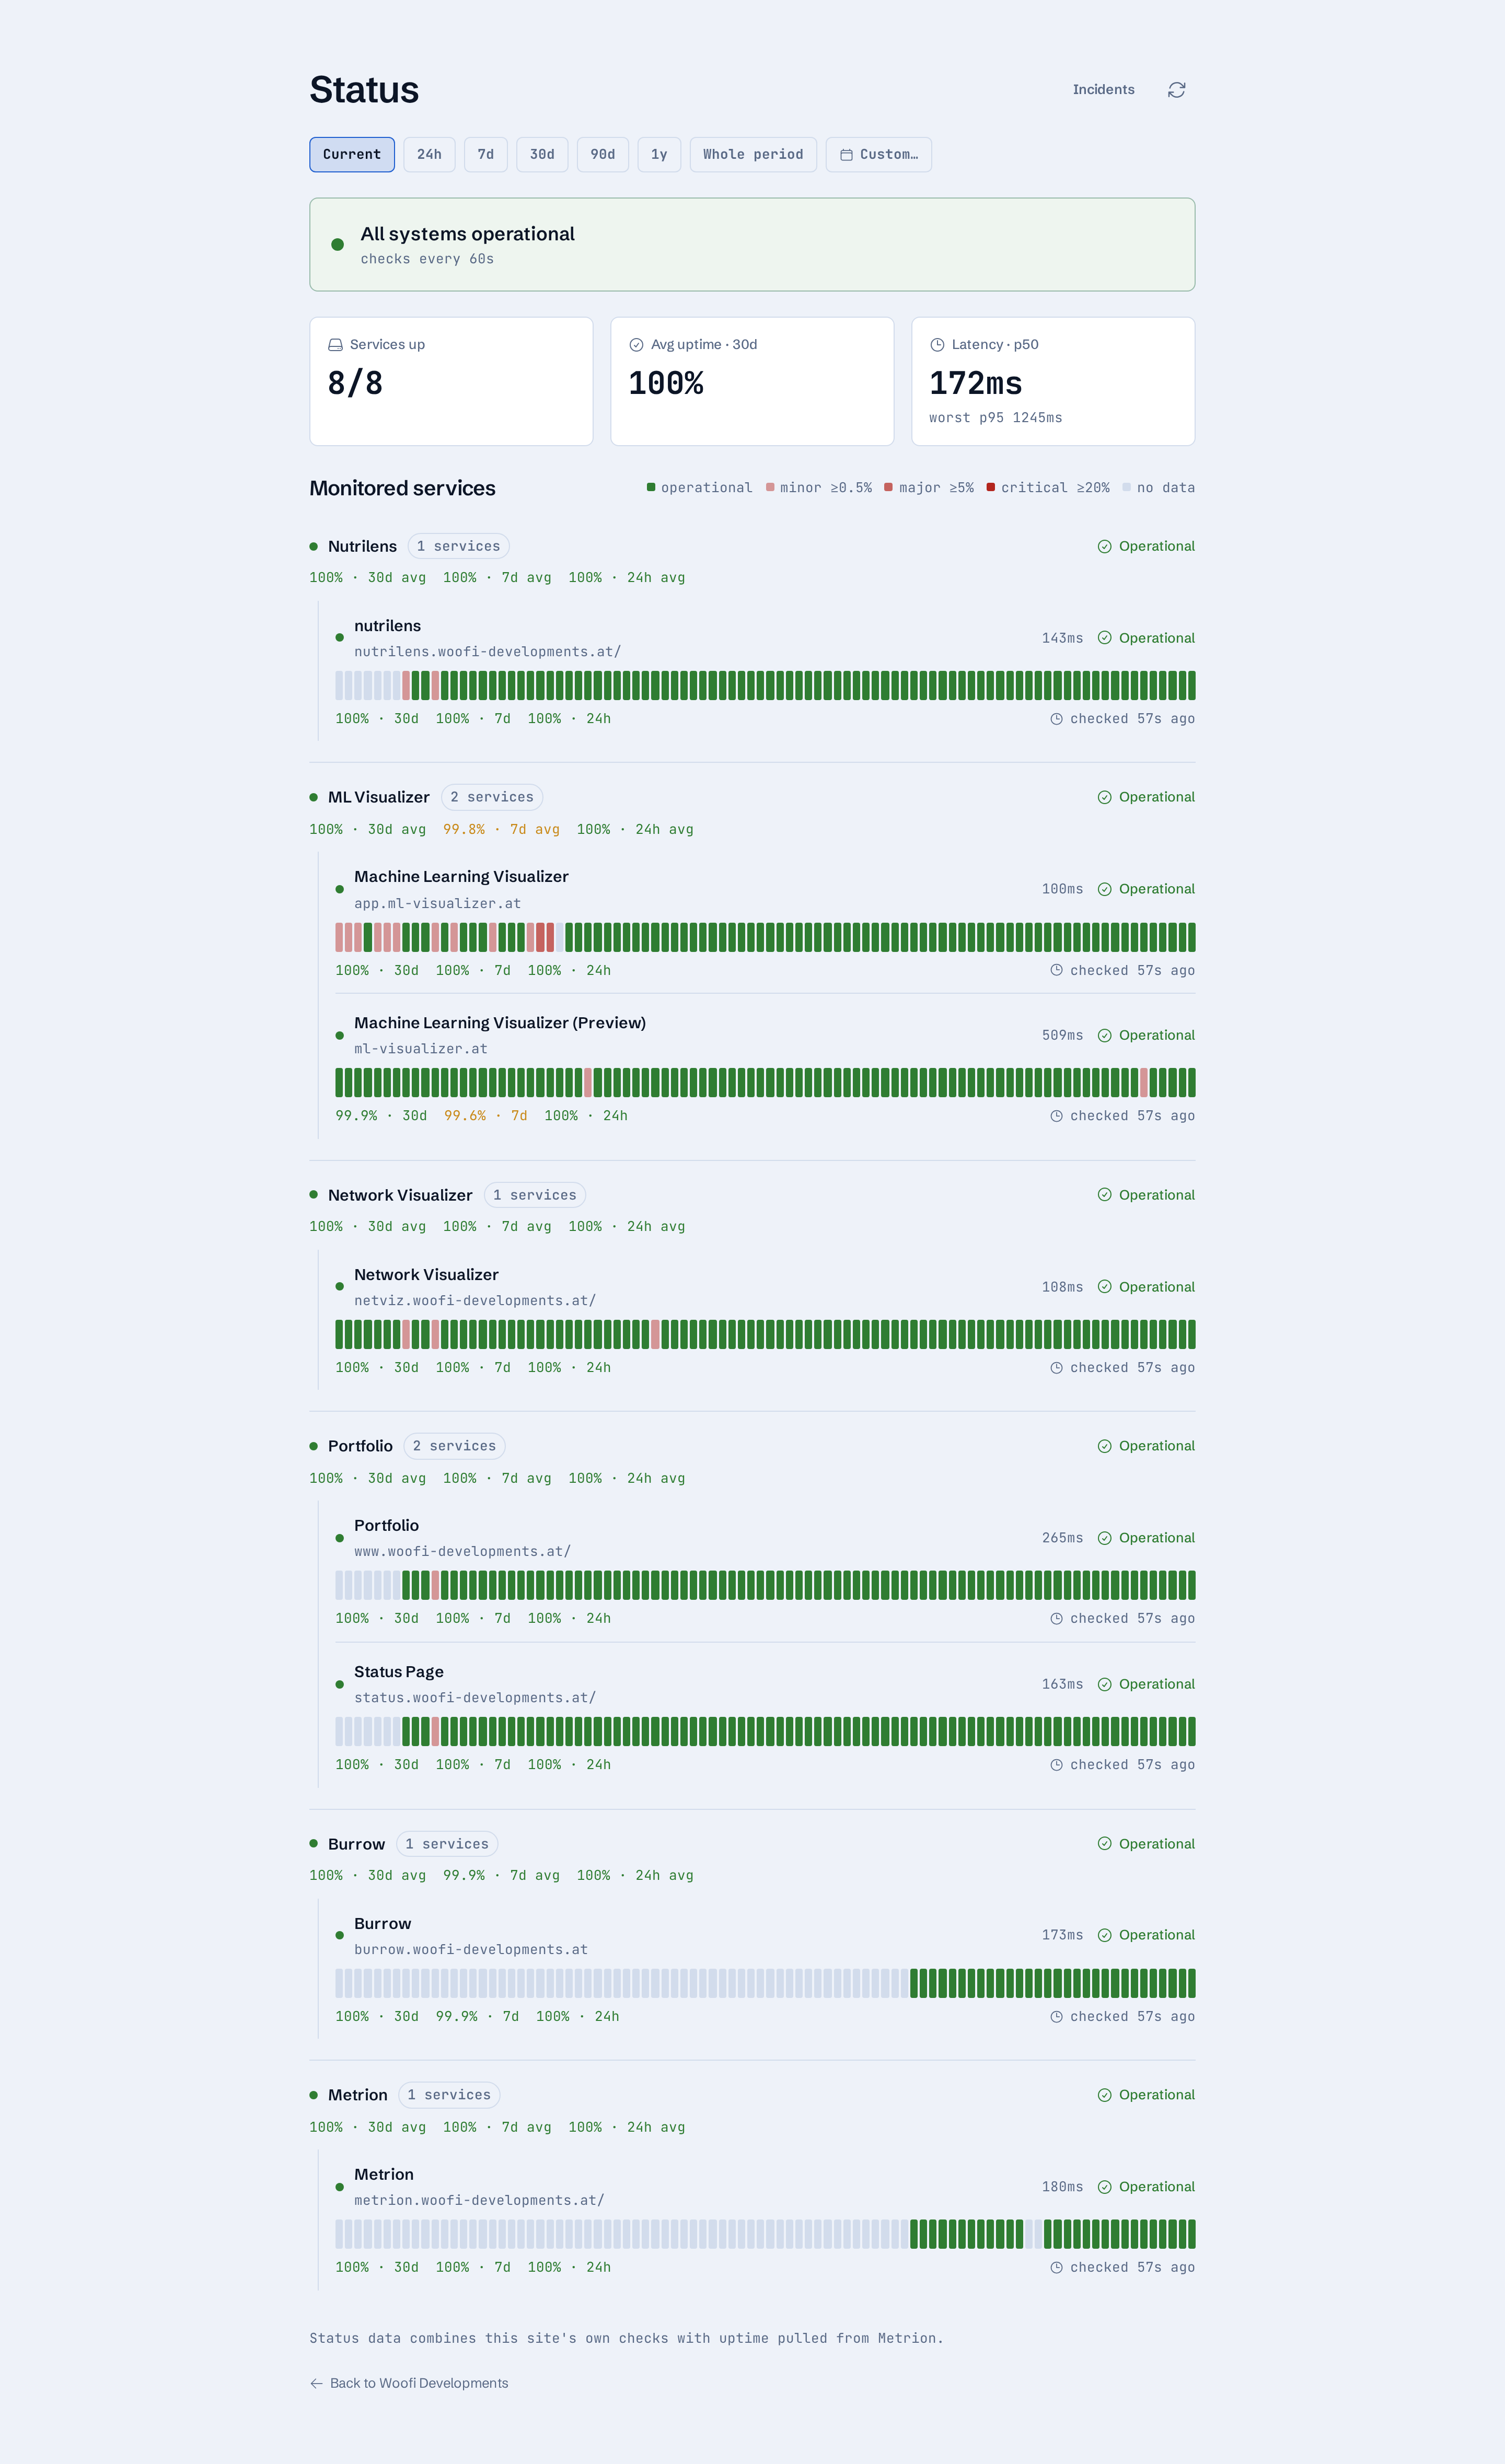 Status
Incidents
Current 24h 7d 30d 90d 1y Whole period Custom…
All systems operational
checks every 60s
Services up
8/8
Avg uptime · 30d
100%
Latency · p50
172ms
worst p95 1245ms
Monitored services
operational minor ≥0.5% major ≥5% critical ≥20% no data
Nutrilens 1 services Operational
100% · 30d avg 100% · 7d avg 100% · 24h avg
nutrilens
143ms Operational
nutrilens.woofi-developments.at/
100% · 30d 100% · 7d 100% · 24h checked 57s ago
ML Visualizer 2 services Operational
100% · 30d avg 99.8% · 7d avg 100% · 24h avg
Machine Learning Visualizer
100ms Operational
app.ml-visualizer.at
100% · 30d 100% · 7d 100% · 24h checked 57s ago
Machine Learning Visualizer (Preview)
509ms Operational
ml-visualizer.at
99.9% · 30d 99.6% · 7d 100% · 24h checked 57s ago
Network Visualizer 1 services Operational
100% · 30d avg 100% · 7d avg 100% · 24h avg
Network Visualizer
108ms Operational
netviz.woofi-developments.at/
100% · 30d 100% · 7d 100% · 24h checked 57s ago
Portfolio 2 services Operational
100% · 30d avg 100% · 7d avg 100% · 24h avg
Portfolio
265ms Operational
www.woofi-developments.at/
100% · 30d 100% · 7d 100% · 24h checked 57s ago
Status Page
163ms Operational
status.woofi-developments.at/
100% · 30d 100% · 7d 100% · 24h checked 57s ago
Burrow 1 services Operational
100% · 30d avg 99.9% · 7d avg 100% · 24h avg
Burrow
173ms Operational
burrow.woofi-developments.at
100% · 30d 99.9% · 7d 100% · 24h checked 57s ago
Metrion 1 services Operational
100% · 30d avg 100% · 7d avg 100% · 24h avg
Metrion
180ms Operational
metrion.woofi-developments.at/
100% · 30d 100% · 7d 100% · 24h checked 57s ago
Status data combines this site's own checks with uptime pulled from Metrion.
← Back to Woofi Developments